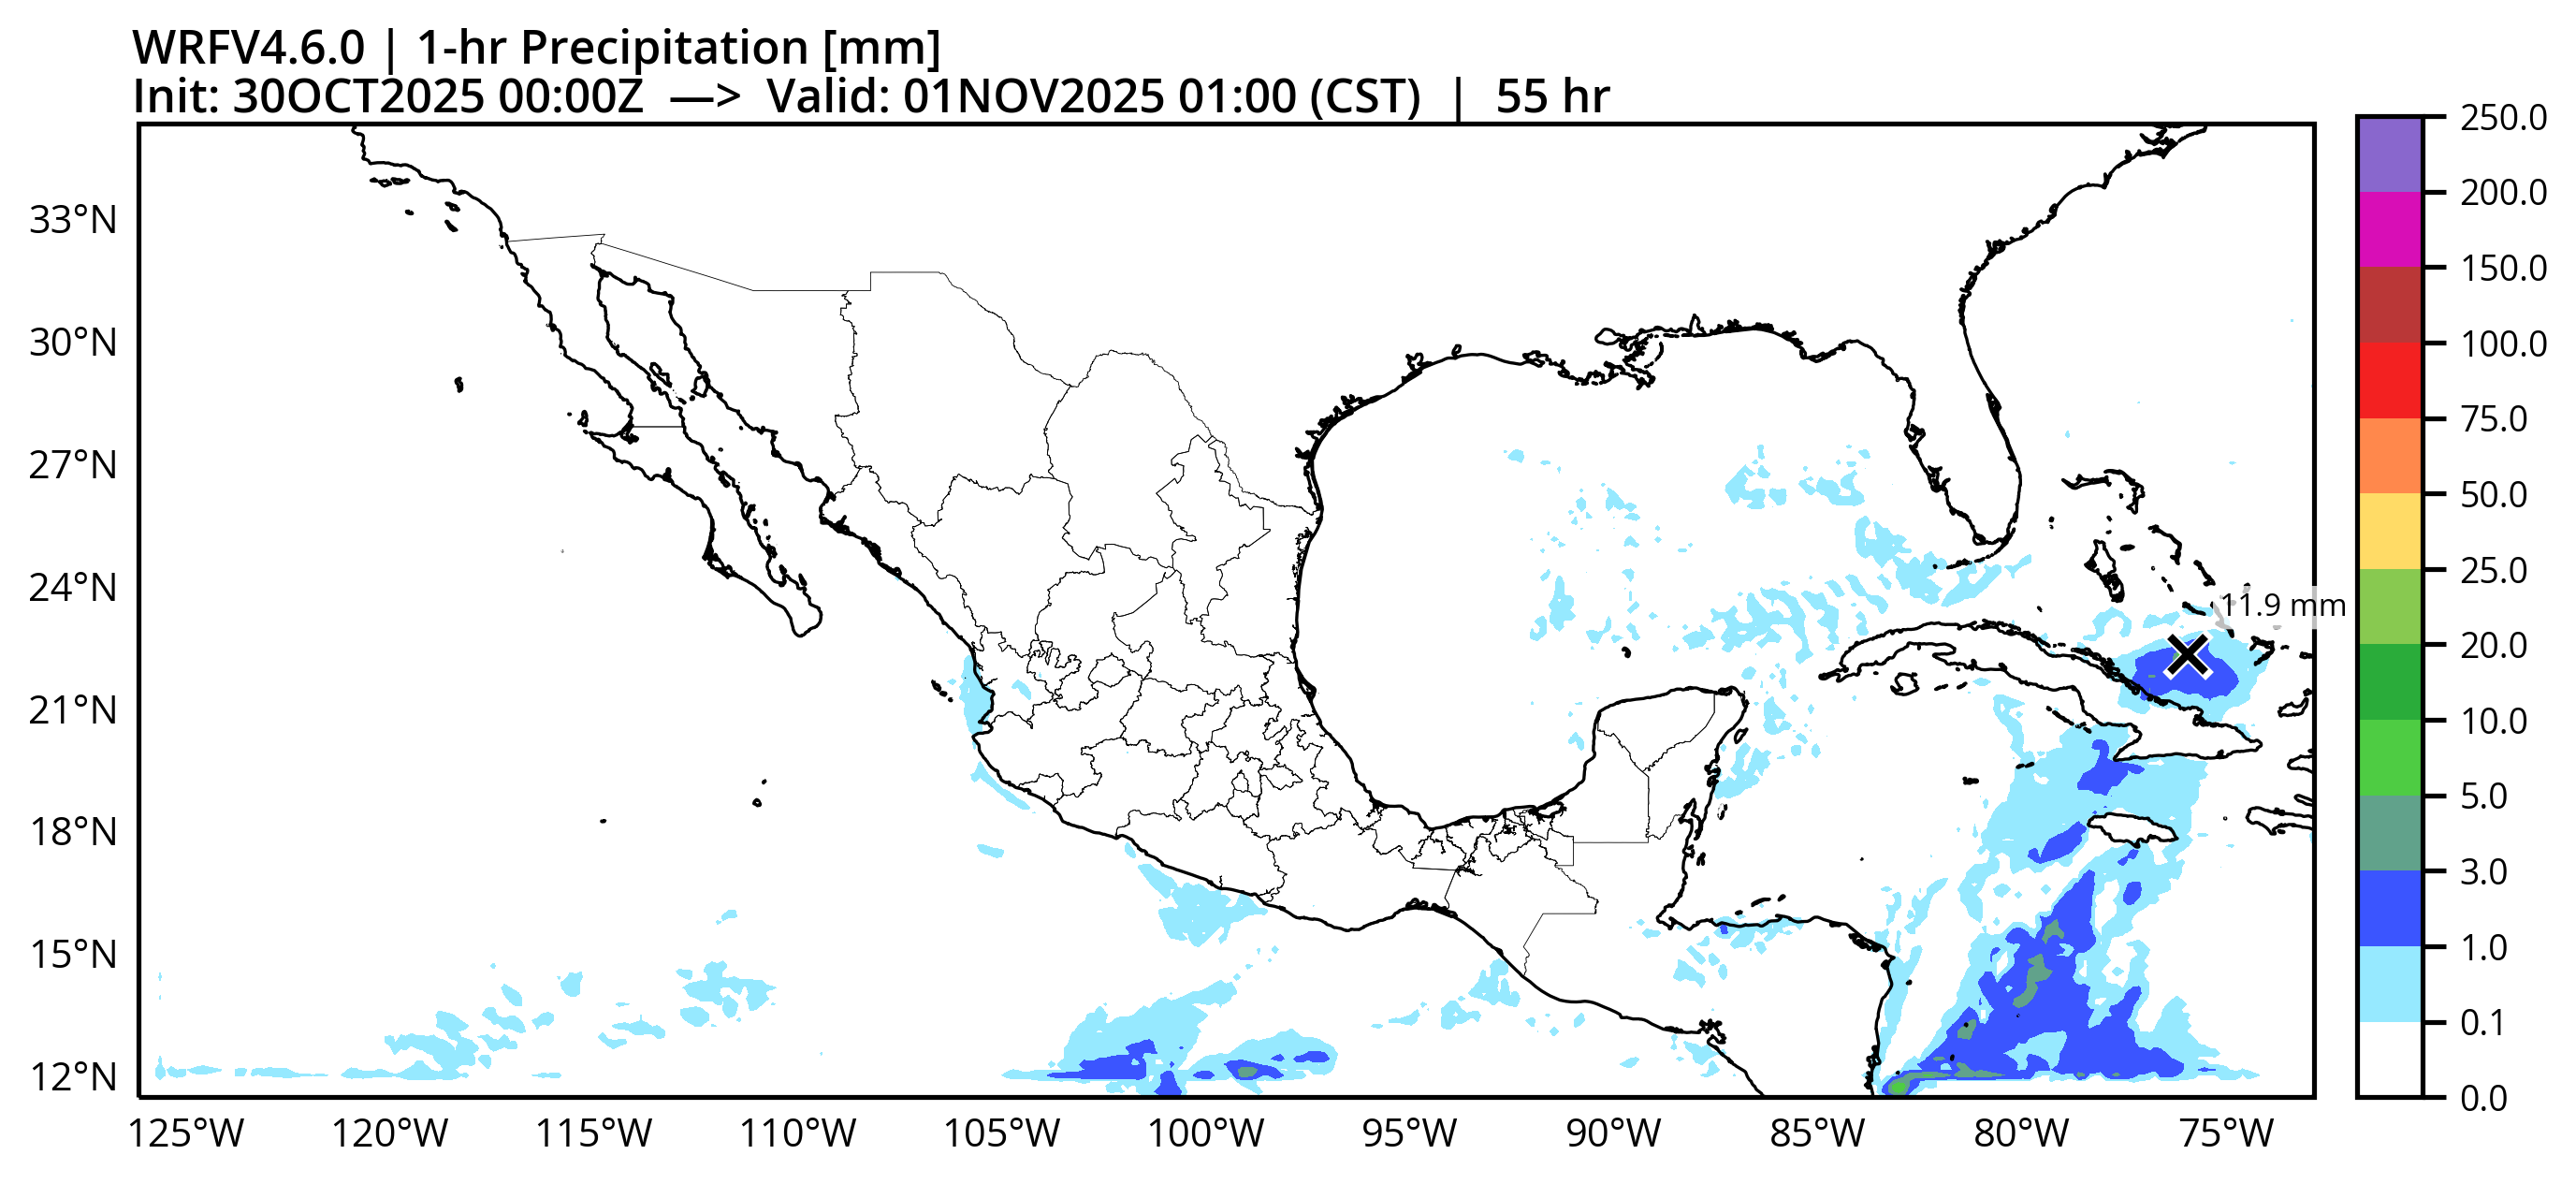 WRFV4.6.0 | 1-hr Precipitation [mm]
Init: 30OCT2025 00:00Z —> Valid: 01NOV2025 01:00 (CST) | 55 hr
33°N
30°N
27°N
24°N
21°N
18°N
15°N
12°N
125°W 120°W 115°W 110°W 105°W 100°W 95°W 90°W 85°W 80°W 75°W
11.9 mm
250.0
200.0
150.0
100.0
75.0
50.0
25.0
20.0
10.0
5.0
3.0
1.0
0.1
0.0